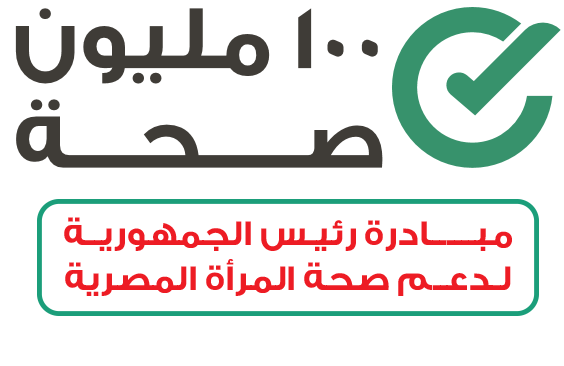 ١٠٠ مليون
صحة
مبادرة رئيس الجمهورية
لدعم صحة المرأة المصرية